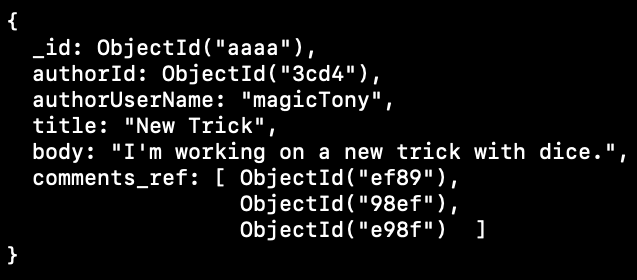 {
  _id: ObjectId("aaaa"),
  authorId: ObjectId("3cd4"),
  authorUserName: "magicTony",
  title: "New Trick",
  body: "I'm working on a new trick with dice.",
  comments_ref: [ ObjectId("ef89"),
                  ObjectId("98ef"),
                  ObjectId("e98f")  ]
}